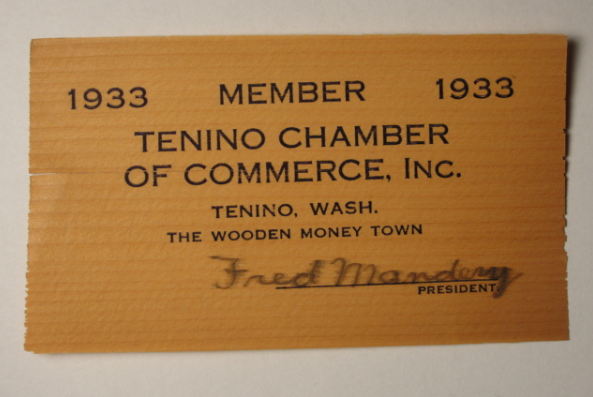 1933 MEMBER 1933
TENINO CHAMBER
OF COMMERCE, INC.
TENINO, WASH.
THE WOODEN MONEY TOWN
Fred Mandery
PRESIDENT.